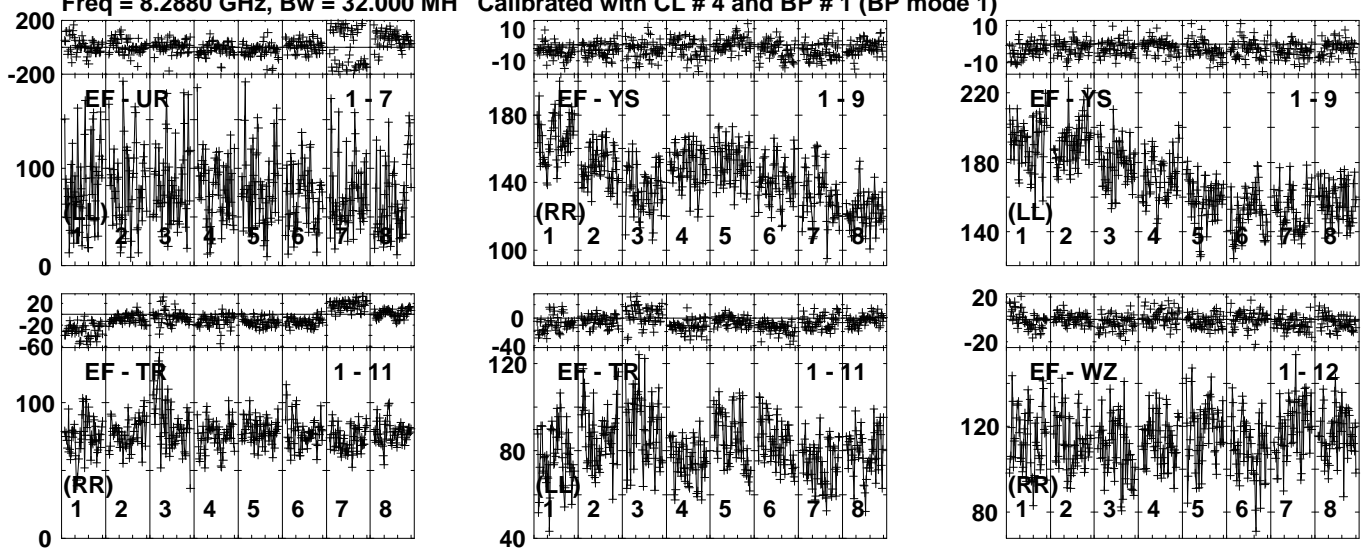 Freq = 8.2880 GHz, Bw = 32.000 MH Calibrated with CL # 4 and BP # 1 (BP mode 1)
200
-200
200
100
0
EF - UR 1 - 7
(LL)
1 2 3 4 5 6 7 8
10
-10
180
140
100
EF - YS 1 - 9
(RR)
1 2 3 4 5 6 7 8
10
-10
220
180
140
EF - YS 1 - 9
(LL)
1 2 3 4 5 6 7 8
20
-20
-60
100
0
EF - TR 1 - 11
(RR)
1 2 3 4 5 6 7 8
0
-40
120
80
40
EF - TR 1 - 11
(LL)
1 2 3 4 5 6 7 8
20
-20
120
80
EF - WZ 1 - 12
(RR)
1 2 3 4 5 6 7 8